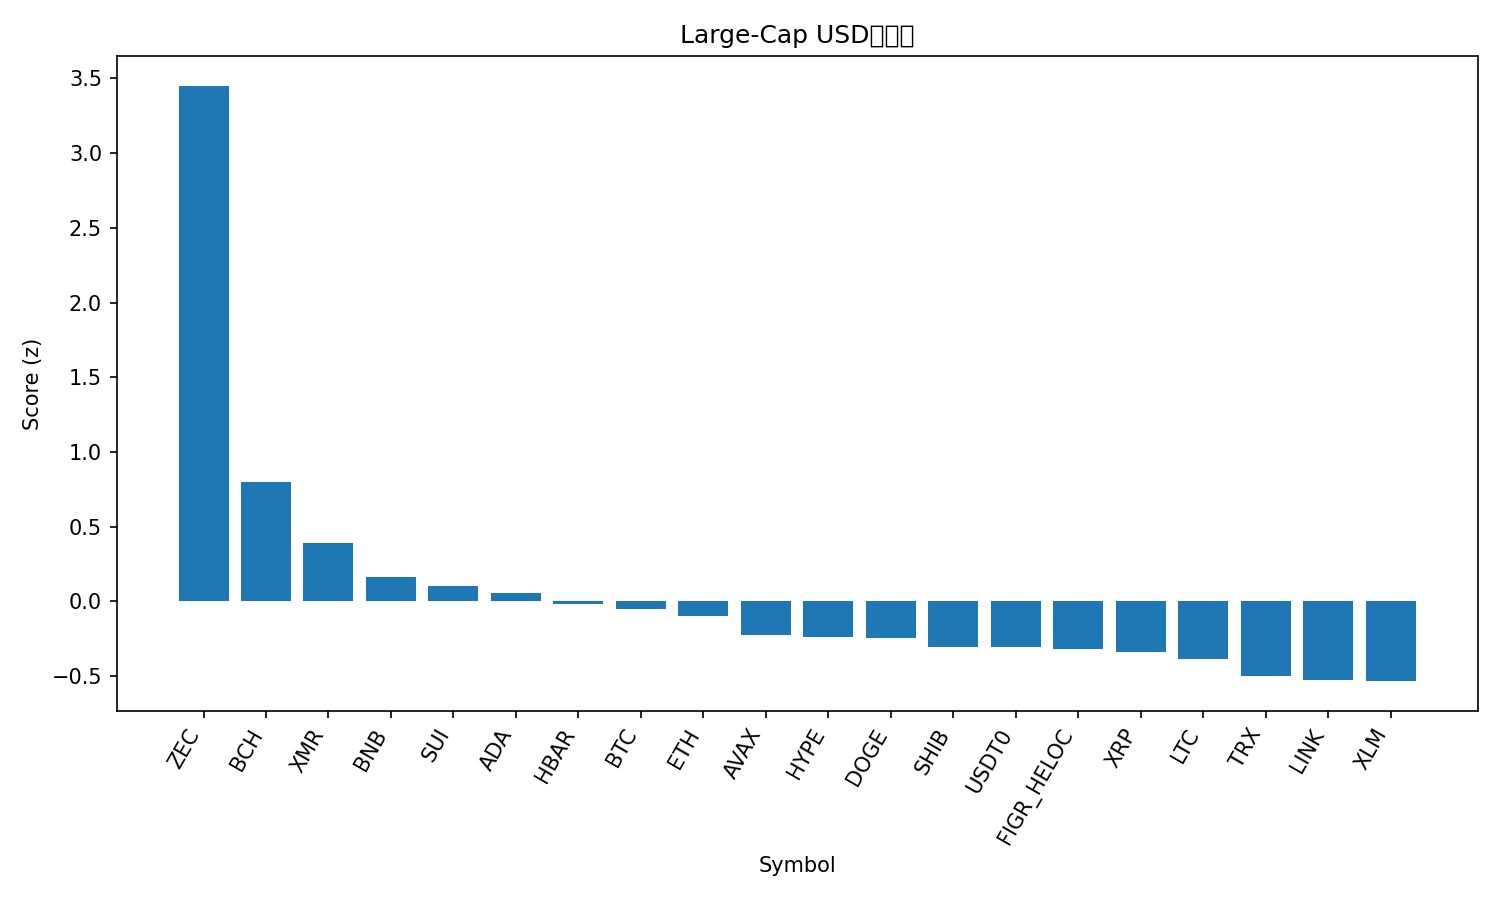 Large-Cap USD
Score (z)
3.5
3.0
2.5
2.0
1.5
1.0
0.5
0.0
−0.5
ZEC
BCH
XMR
BNB
SUI
ADA
HBAR
BTC
ETH
AVAX
HYPE
DOGE
SHIB
USDT0
FIGR_HELOC
XRP
LTC
TRX
LINK
XLM
Symbol